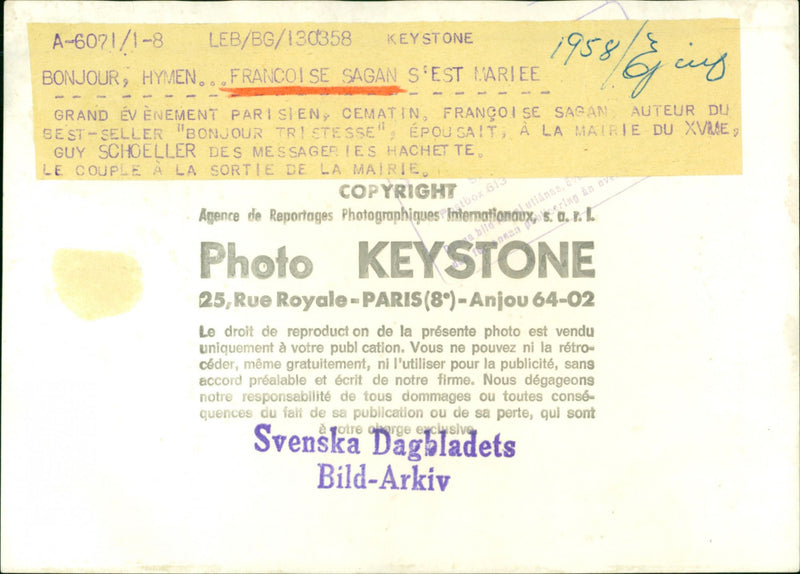 A-6071/1-8 LEB/BG/130358 KEYSTONE
1958/
BONJOUR, HYMEN... FRANCOISE SAGAN S'EST MARIEE
GRAND ÉVÈNEMENT PARISIEN, CEMATIN. FRANÇOISE SAGAN AUTEUR DU
BEST-SELLER "BONJOUR TRISTESSE", ÉPOUSAIT, À LA MAIRIE DU XVIIE,
GUY SCHOELLER DES MESSAGERIES HACHETTE.
LE COUPLE À LA SORTIE DE LA MAIRIE.
COPYRIGHT
Agence de Reportages Photographiques Internationaux, s. a. r. l.
Photo KEYSTONE
25, Rue Royale - PARIS (8e) - Anjou 64-02
Le droit de reproduct on de la présente photo est vendu
uniquement à votre publ cation. Vous ne pouvez ni la rétro-
céder, même gratuitement, ni l'utiliser pour la publicité, sans
accord préalable et écrit de notre firme. Nous dégageons
notre responsabilité de tous dommages ou toutes consé-
quences du fait de sa publication ou de sa perte, qui sont
à votre charge exclusive.
Svenska Dagbladets
Bild-Arkiv